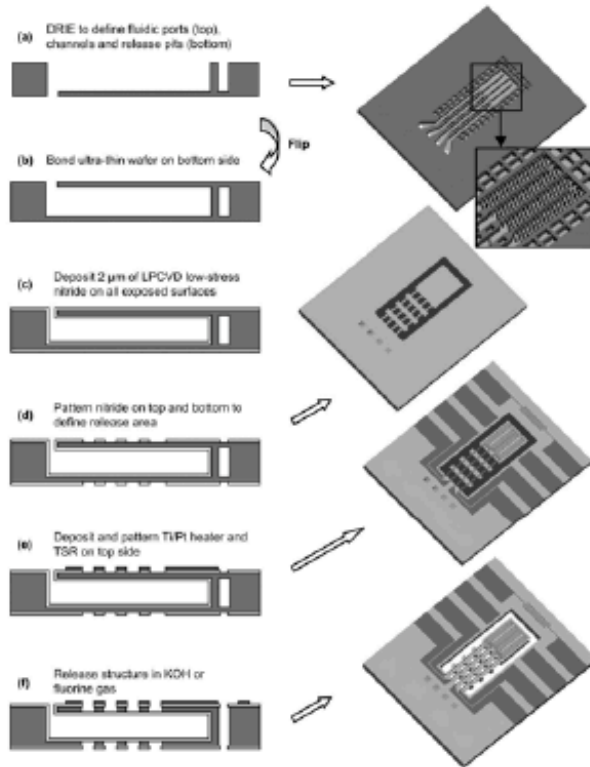 (a) DRIE to define fluidic ports (top),
channels and release pits (bottom)
Flip
(b) Bond ultra-thin wafer on bottom side
(c) Deposit 2 µm of LPCVD low-stress
nitride on all exposed surfaces
(d) Pattern nitride on top and bottom to
define release area
(e) Deposit and pattern Ti/Pt heater and
TSR on top side
(f) Release structure in KOH or
fluorine gas